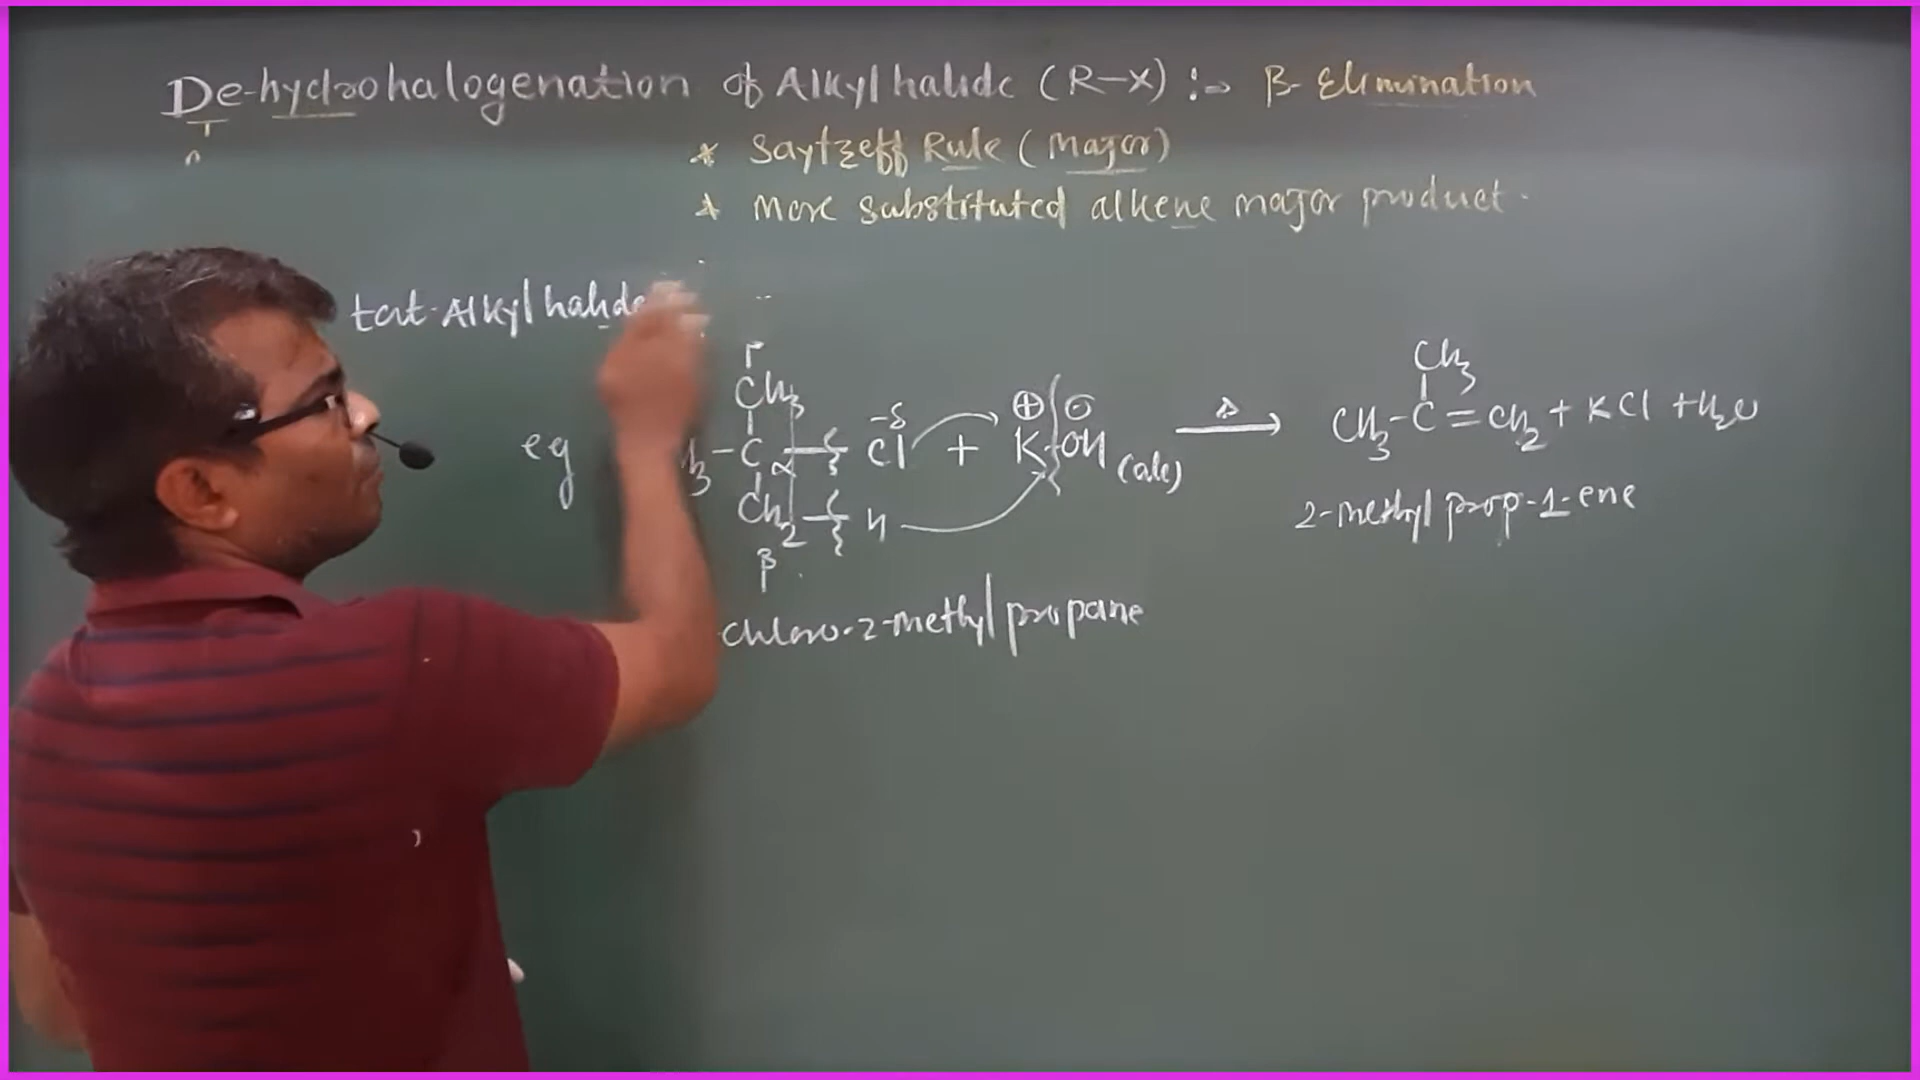 De-hydrohalogenation of Alkyl halide (R-X) :→ β-Elimination
* Saytzeff Rule (Major)
* More substituted alkene major product.
tert-Alkyl halide
CH3 CH3
-δ ⊕ ⊖ Δ
eg 3-C α - Cl + K-OH (alc) → CH3-C=CH2 + KCl + H2O
CH2 - H
β
2-methyl prop-1-ene
chloro-2-methyl propane